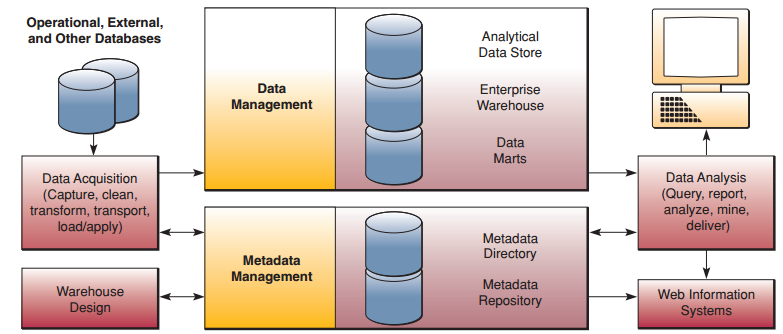 Operational, External,
and Other Databases
Data Acquisition
(Capture, clean,
transform, transport,
load/apply)
Warehouse
Design
Data
Management
Analytical
Data Store
Enterprise
Warehouse
Data
Marts
Metadata
Management
Metadata
Directory
Metadata
Repository
Data Analysis
(Query, report,
analyze, mine,
deliver)
Web Information
Systems